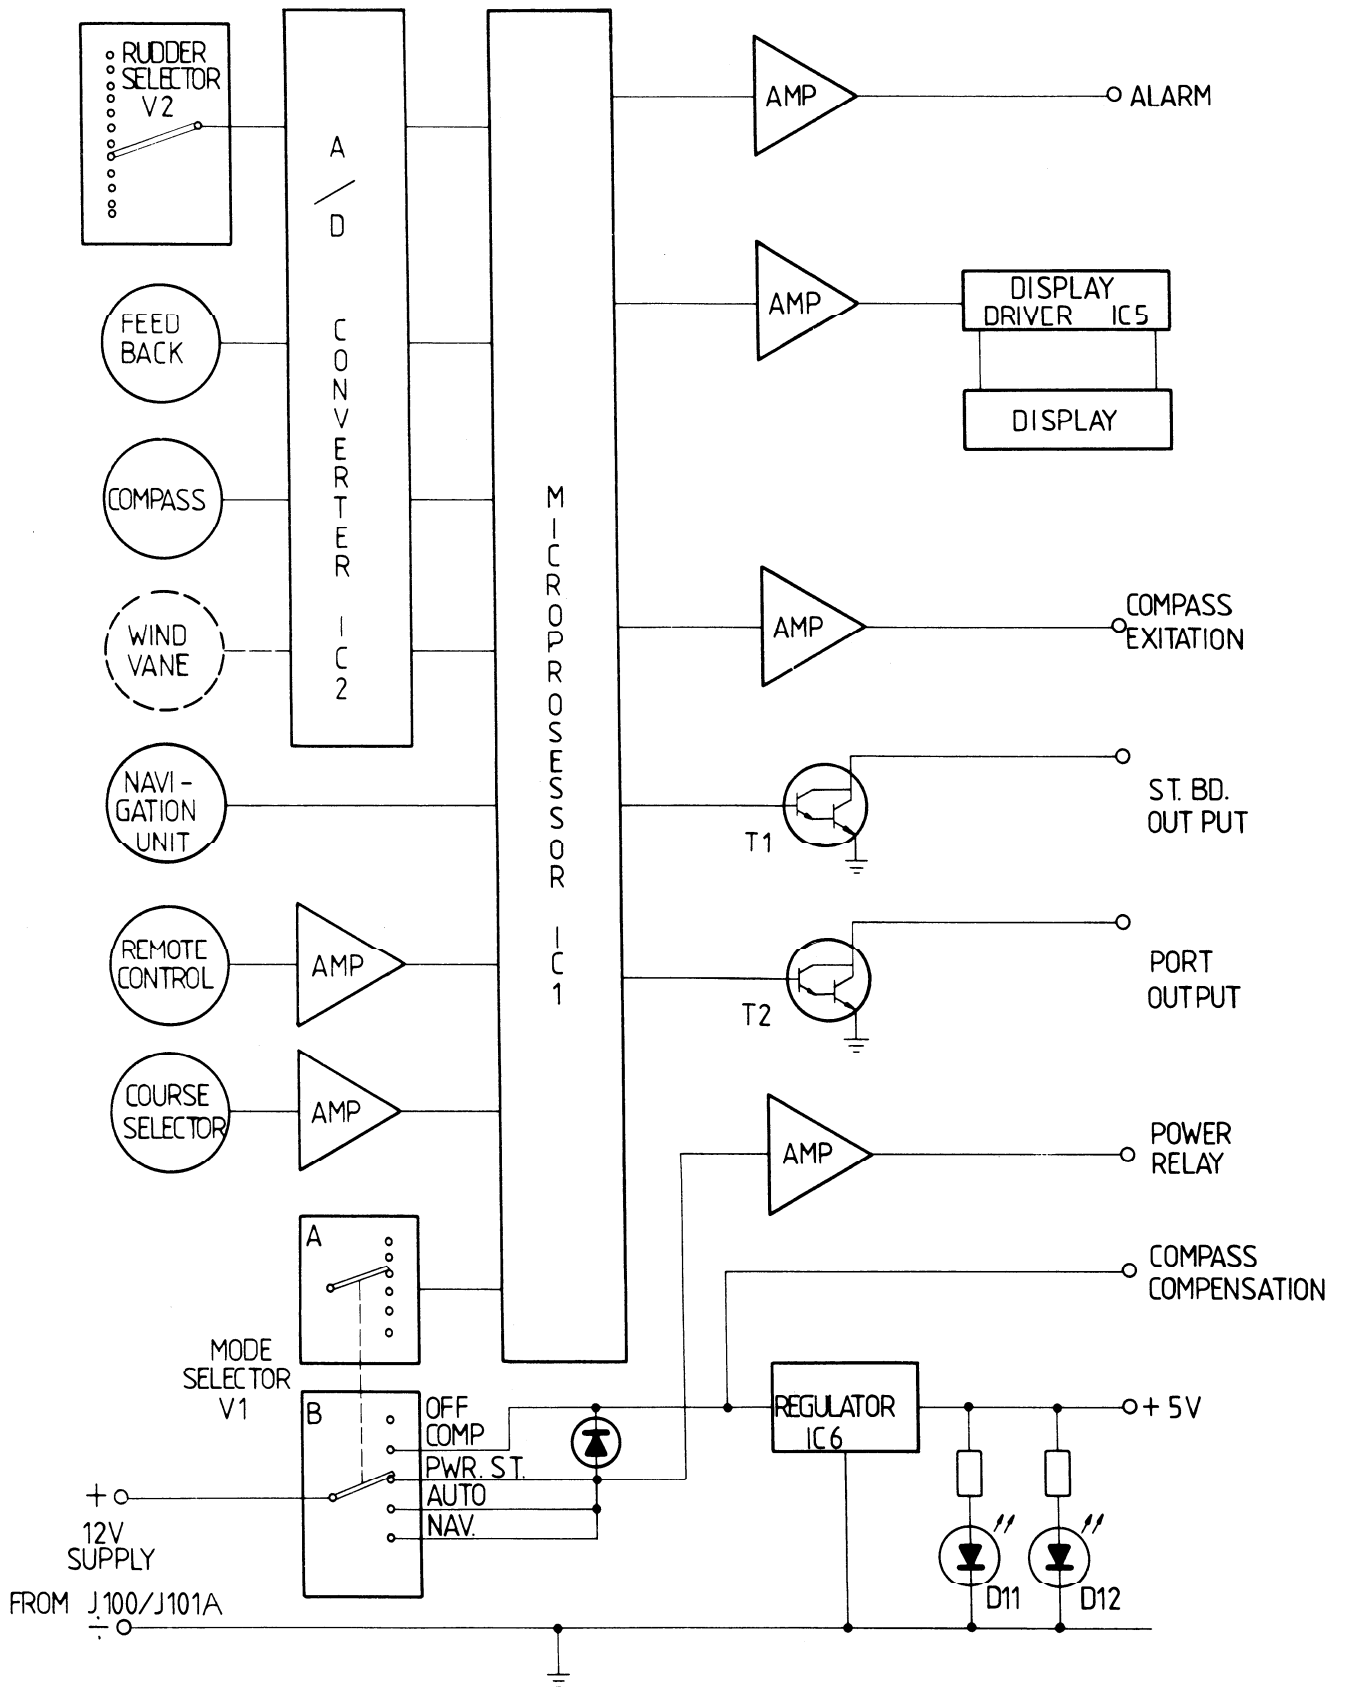 RUDDER
SELECTOR
V2
A
/
D
CONVERTER IC2
MICROPROSESSOR IC1
AMP
ALARM
FEED
BACK
AMP
DISPLAY
DRIVER IC5
DISPLAY
COMPASS
WIND
VANE
AMP
COMPASS
EXITATION
NAVI-
GATION
UNIT
T1
ST. BD.
OUTPUT
REMOTE
CONTROL
AMP
T2
PORT
OUTPUT
COURSE
SELECTOR
AMP
AMP
POWER
RELAY
A
COMPASS
COMPENSATION
MODE
SELECTOR
V1
B
OFF
COMP
PWR. ST.
AUTO
NAV.
REGULATOR
IC6
+ 5V
+
12V
SUPPLY
FROM J100/J101A
÷
D11
D12